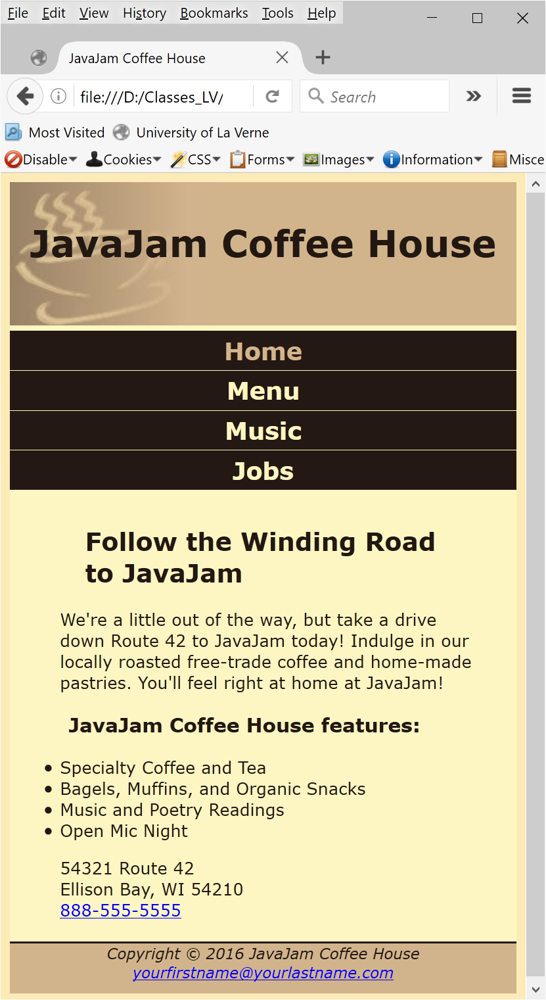 File Edit View History Bookmarks Tools Help
JavaJam Coffee House
file:///D:/Classes_LV/ Search
Most Visited University of La Verne
Disable Cookies CSS Forms Images Information Misce
JavaJam Coffee House
Home
Menu
Music
Jobs
Follow the Winding Road
to JavaJam
We're a little out of the way, but take a drive
down Route 42 to JavaJam today! Indulge in our
locally roasted free-trade coffee and home-made
pastries. You'll feel right at home at JavaJam!
JavaJam Coffee House features:
Specialty Coffee and Tea
Bagels, Muffins, and Organic Snacks
Music and Poetry Readings
Open Mic Night
54321 Route 42
Ellison Bay, WI 54210
888-555-5555
Copyright © 2016 JavaJam Coffee House
yourfirstname@yourlastname.com